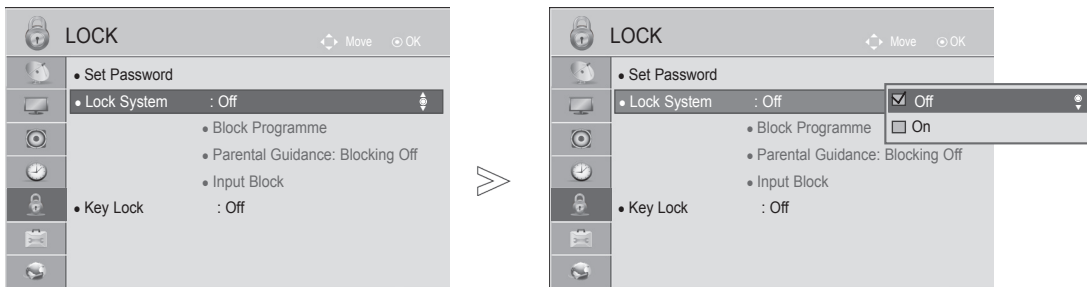 LOCK
Move OK
• Set Password
• Lock System : Off
• Block Programme
• Parental Guidance: Blocking Off
• Input Block
• Key Lock : Off
LOCK
Move OK
• Set Password
• Lock System : Off
Off
On
• Block Programme
• Parental Guidance: Blocking Off
• Input Block
• Key Lock : Off